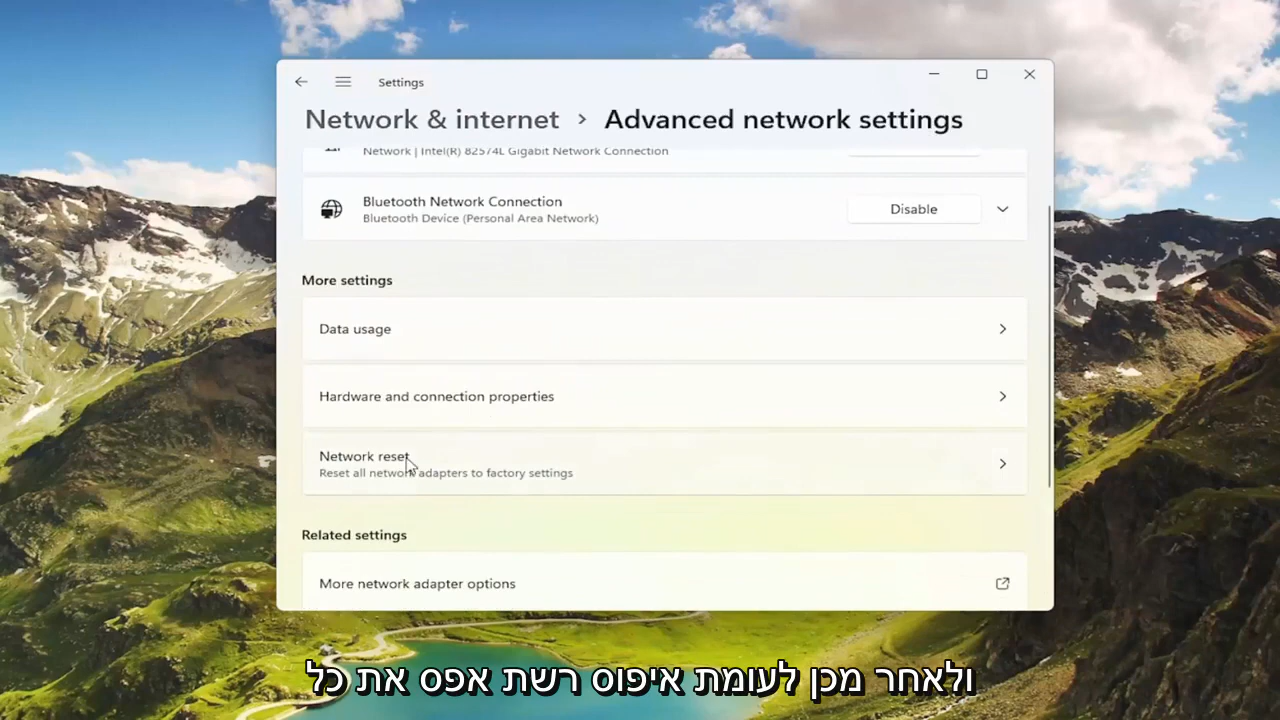 Settings
Network & internet > Advanced network settings
Network | Intel(R) 82574L Gigabit Network Connection
Bluetooth Network Connection
Bluetooth Device (Personal Area Network)
Disable
More settings
Data usage
Hardware and connection properties
Network reset
Reset all network adapters to factory settings
Related settings
More network adapter options
ולאחר מכן לעומת איפוס רשת אפס את כל